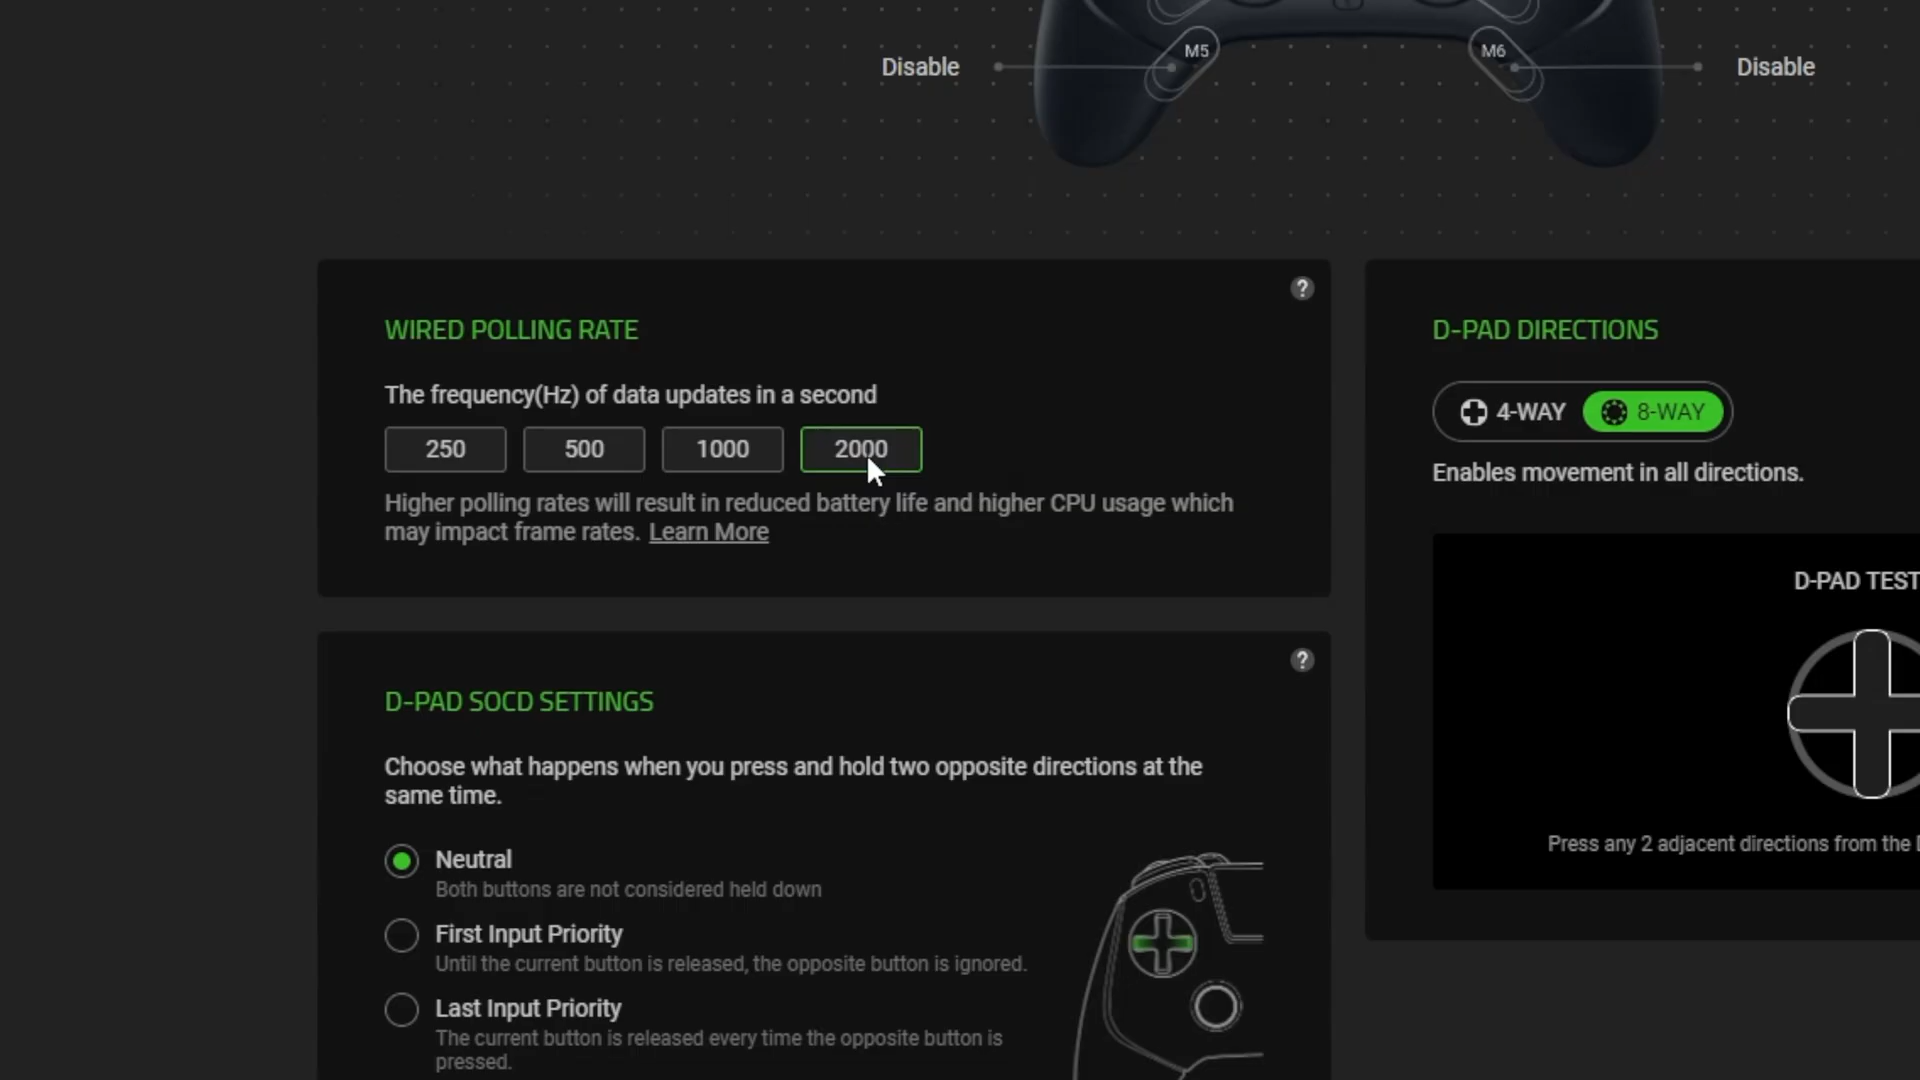 M5
M6
Disable
Disable
WIRED POLLING RATE
?
The frequency(Hz) of data updates in a second
250
500
1000
2000
Higher polling rates will result in reduced battery life and higher CPU usage which
may impact frame rates. Learn More
D-PAD DIRECTIONS
4-WAY
8-WAY
Enables movement in all directions.
D-PAD TEST
Press any 2 adjacent directions from the
D-PAD SOCD SETTINGS
?
Choose what happens when you press and hold two opposite directions at the
same time.
Neutral
Both buttons are not considered held down
First Input Priority
Until the current button is released, the opposite button is ignored.
Last Input Priority
The current button is released every time the opposite button is
pressed.